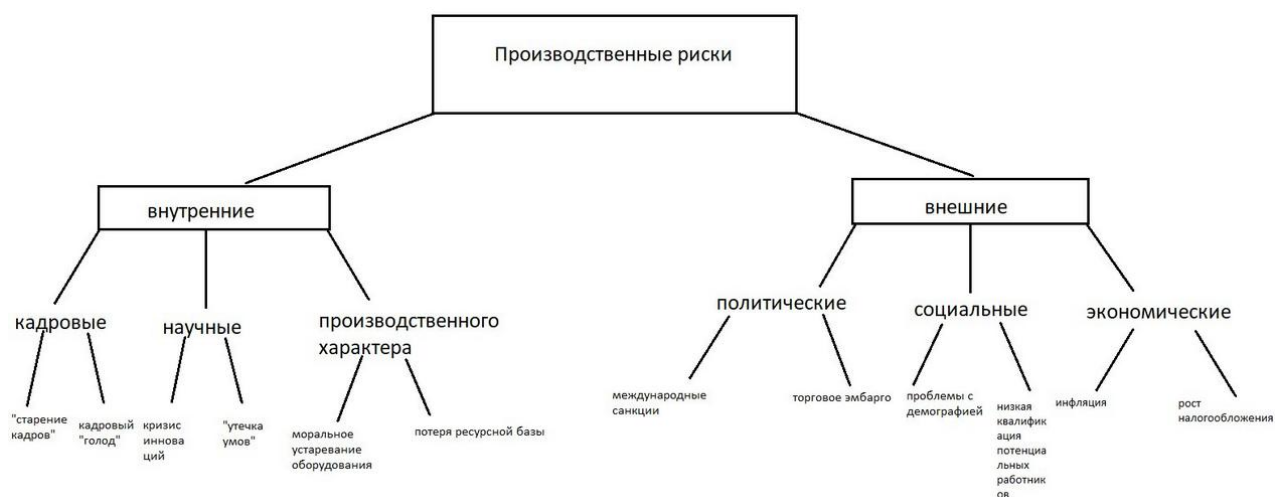 Производственные риски
внутренние
внешние
кадровые
научные
производственного
характера
политические
социальные
экономические
"старение
кадров"
кадровый
"голод"
кризис
иннова
ций
"утечка
умов"
моральное
устаревание
оборудования
потеря ресурсной базы
международные
санкции
торговое эмбарго
проблемы с
демографией
низкая
квалифик
ация
потенциа
льных
работник
ов
инфляция
рост
налогообложения